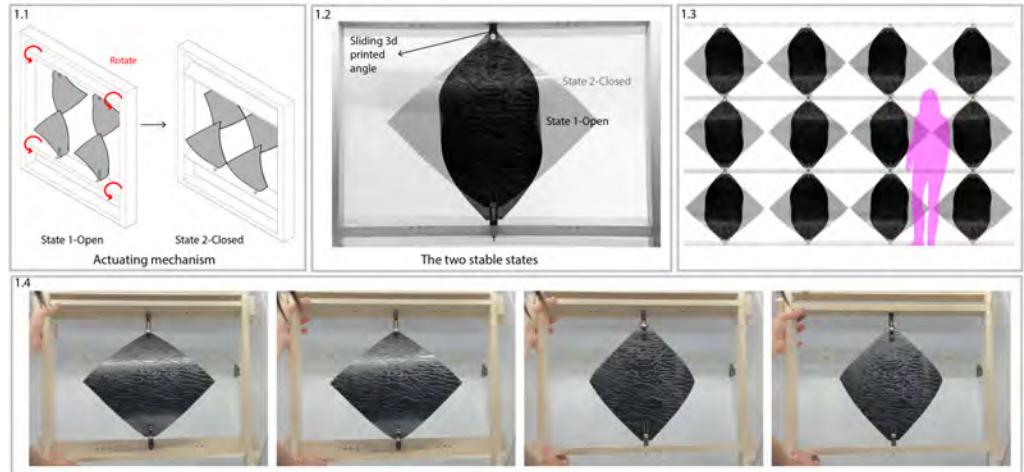 1.1
Rotate
State 1-Open
State 2-Closed
Actuating mechanism
1.2
Sliding 3d
printed
angle
State 2-Closed
State 1-Open
The two stable states
1.3
1.4